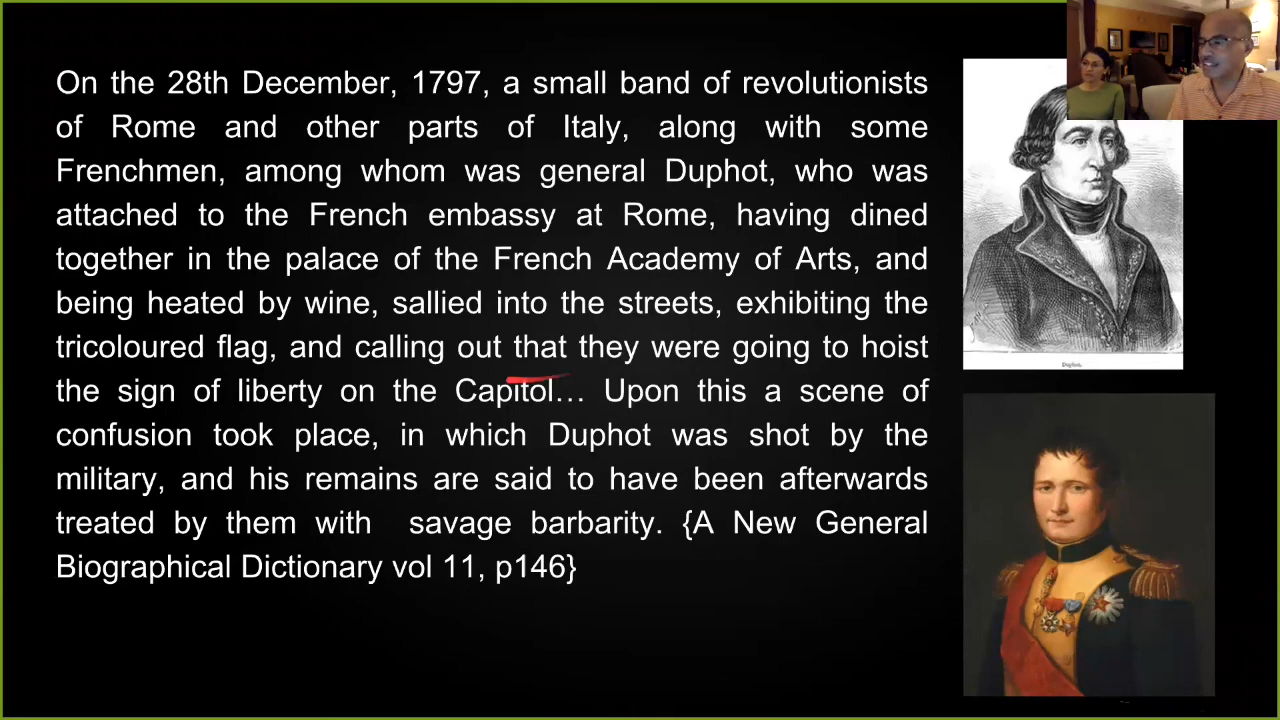 On the 28th December, 1797, a small band of revolutionists
of Rome and other parts of Italy, along with some
Frenchmen, among whom was general Duphot, who was
attached to the French embassy at Rome, having dined
together in the palace of the French Academy of Arts, and
being heated by wine, sallied into the streets, exhibiting the
tricoloured flag, and calling out that they were going to hoist
the sign of liberty on the Capitol… Upon this a scene of
confusion took place, in which Duphot was shot by the
military, and his remains are said to have been afterwards
treated by them with savage barbarity. {A New General
Biographical Dictionary vol 11, p146}
Duphot.